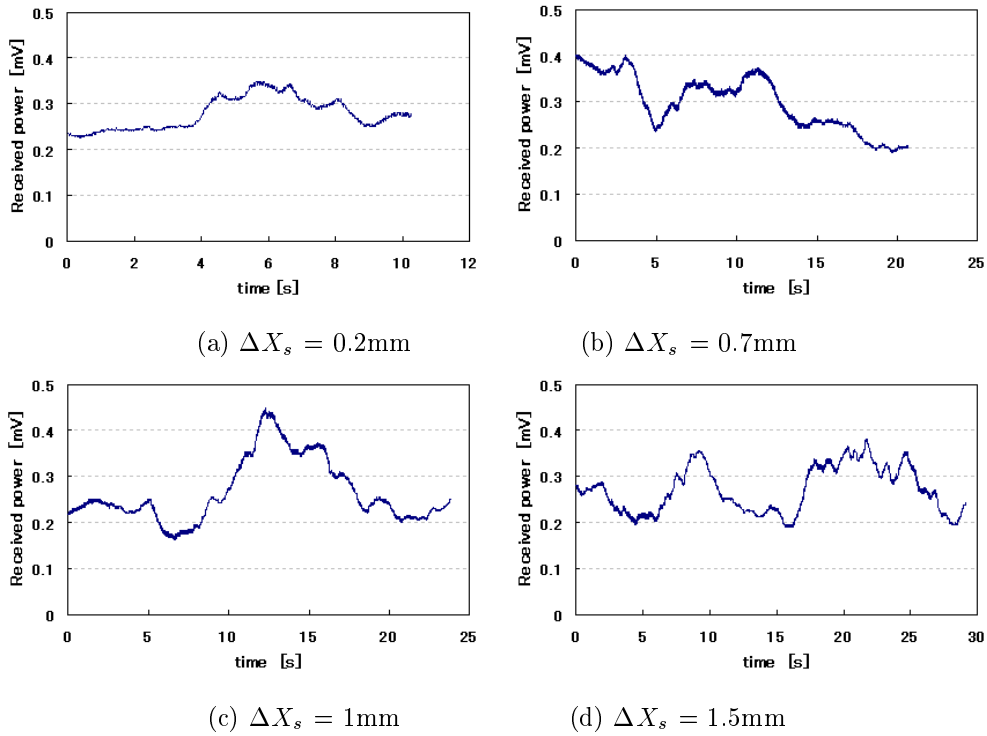 0.5
0.4
0.3
0.2
0.1
0
Received power [mV]
0 2 4 6 8 10 12
time [s]
(a) ΔXₛ = 0.2mm
0.5
0.4
0.3
0.2
0.1
0
Received power [mV]
0 5 10 15 20 25
time [s]
(b) ΔXₛ = 0.7mm
0.5
0.4
0.3
0.2
0.1
0
Received power [mV]
0 5 10 15 20 25
time [s]
(c) ΔXₛ = 1mm
0.5
0.4
0.3
0.2
0.1
0
Received power [mV]
0 5 10 15 20 25 30
time [s]
(d) ΔXₛ = 1.5mm